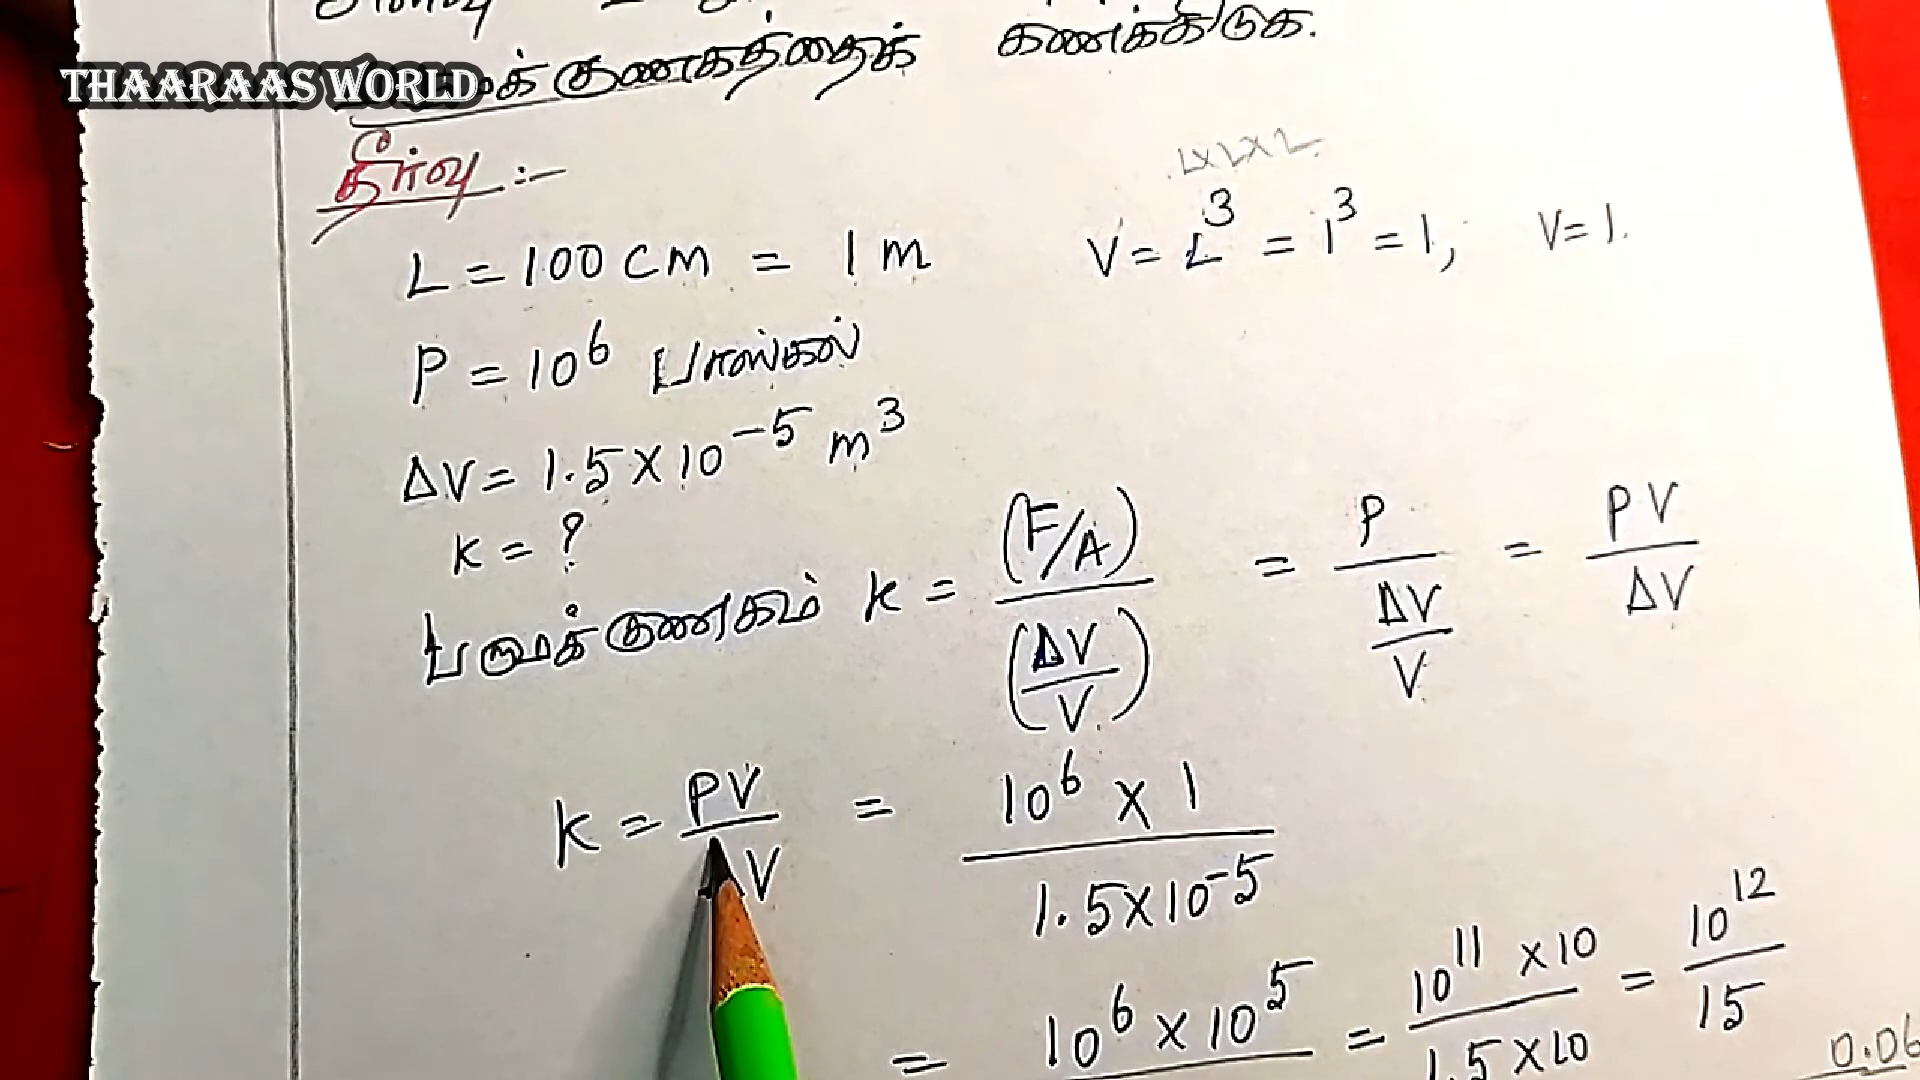 THAARAAS WORLD
க் குணகத்தைக் கணக்கிடுக.
தீர்வு :-
L = 100 cm = 1 m
L×L×L
V = L³ = 1³ = 1, V = 1.
P = 10⁶ பாஸ்கல்
ΔV = 1.5 × 10⁻⁵ m³
K = ?
பருமக் குணகம் K = (F/A) / (ΔV/V) = P / (ΔV/V) = PV / ΔV
K = PV / ΔV = 10⁶ × 1 / 1.5 × 10⁻⁵
= 10⁶ × 10⁵ = 10¹¹ × 10 / 1.5 × 10 = 10¹² / 15
0.06